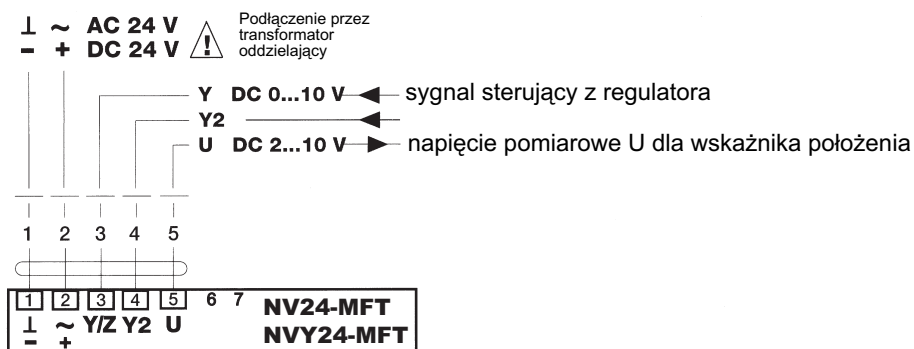 ⊥ ~ AC 24 V
– + DC 24 V
Podłączenie przez
transformator
oddzielający
Y DC 0...10 V sygnal sterujący z regulatora
Y2
U DC 2...10 V napięcie pomiarowe U dla wskażnika położenia
1 2 3 4 5
1 2 3 4 5 6 7 NV24-MFT
⊥ ~ Y/Z Y2 U
– + NVY24-MFT